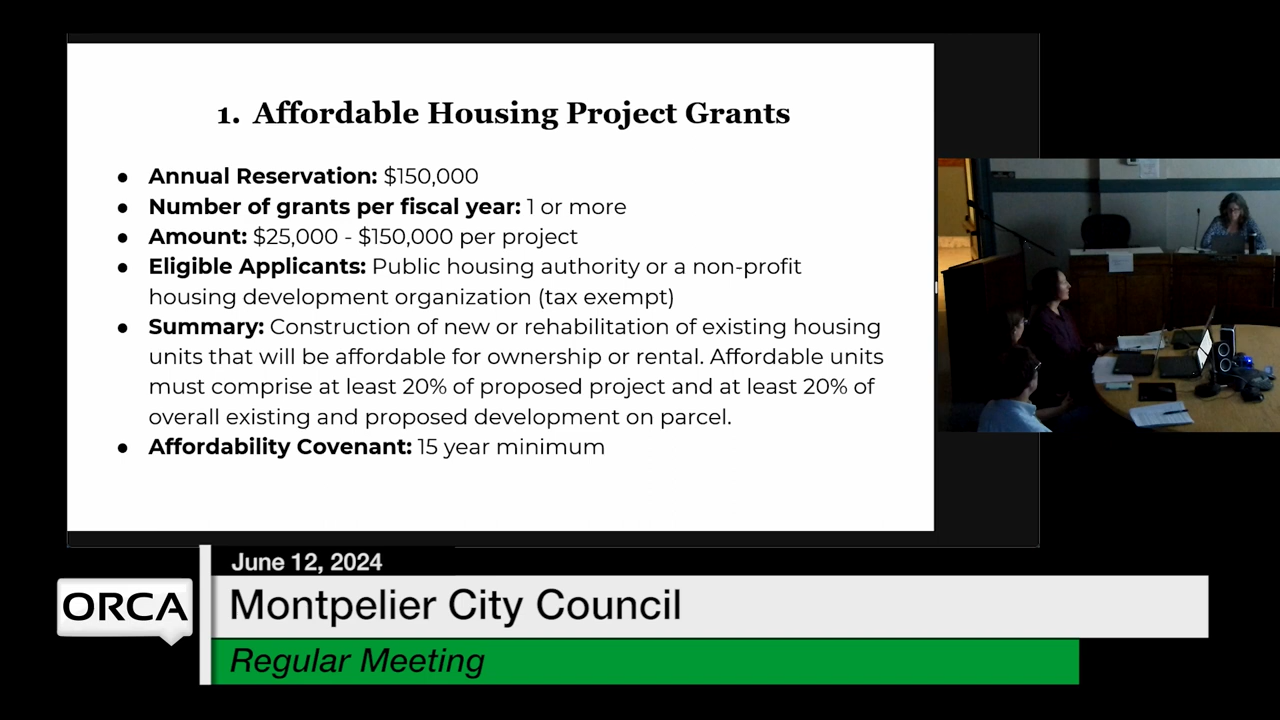 1. Affordable Housing Project Grants
● Annual Reservation: $150,000
● Number of grants per fiscal year: 1 or more
● Amount: $25,000 - $150,000 per project
● Eligible Applicants: Public housing authority or a non-profit
housing development organization (tax exempt)
● Summary: Construction of new or rehabilitation of existing housing
units that will be affordable for ownership or rental. Affordable units
must comprise at least 20% of proposed project and at least 20% of
overall existing and proposed development on parcel.
● Affordability Covenant: 15 year minimum
June 12, 2024
ORCA
Montpelier City Council
Regular Meeting